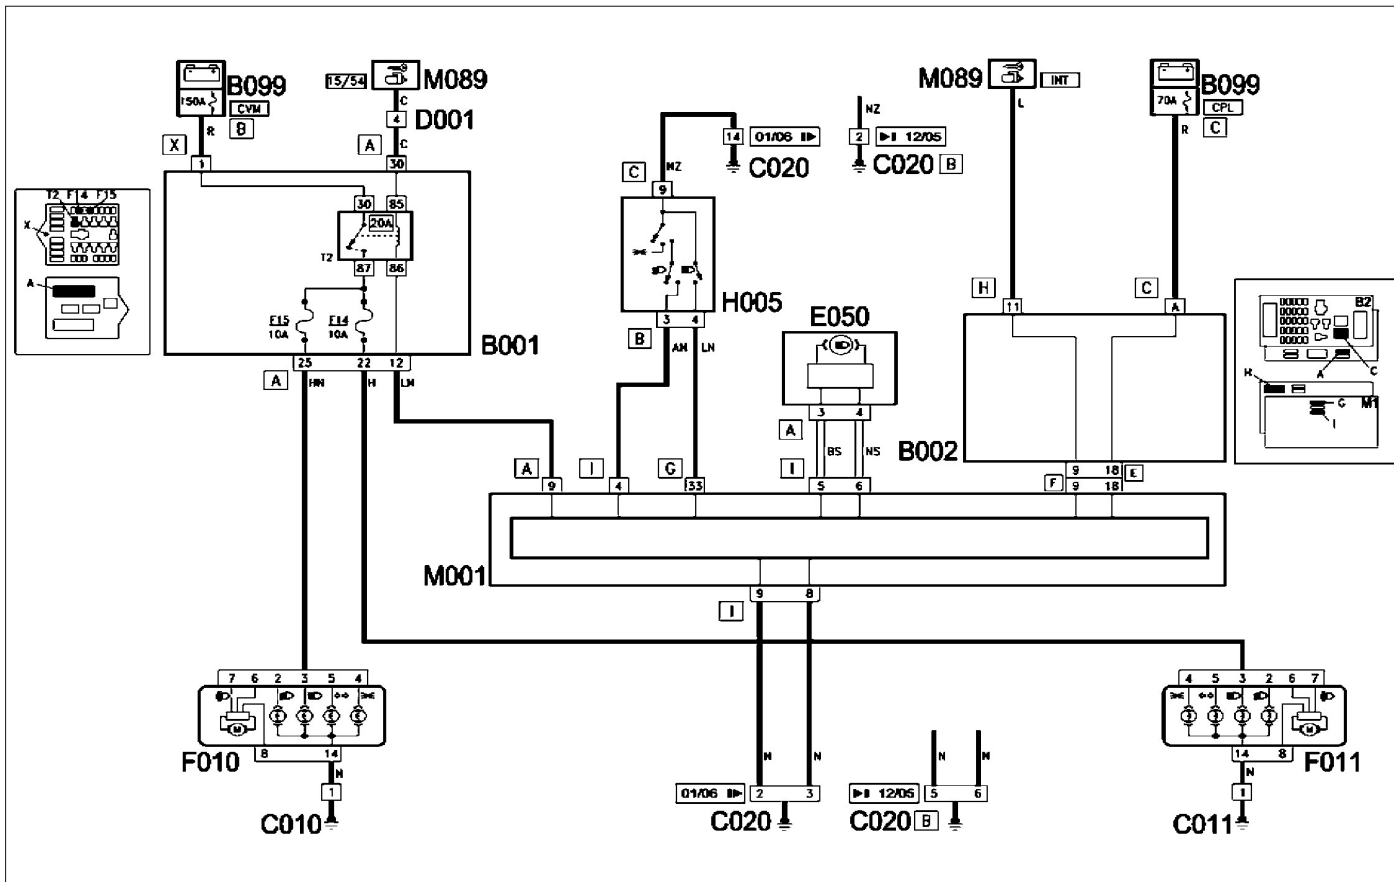 B099
150A
CVM
B
R
15/54
M089
C
4
D001
C
X
A
1
30
M089
INT
L
B099
70A
CPL
C
R
NZ
14
01/06
C020
2
12/05
C020 B
C
NZ
9
T2 F14 F15
X
A
30 85
20A
T2
87 86
F15
10A
F14
10A
B001
25 22 12
A
HN
H
LN
H005
3 4
B
AN
LN
E050
3 4
A
BS
NS
H
11
C
A
B002
9 18
E
F
9 18
B2
A
C
H
G
M1
I
A
9
I
4
G
33
I
5 6
M001
9 8
I
7 6 2 3 5 4
M
8 14
F010
N
1
C010
N
N
01/06
2 3
C020
N
N
12/05
5 6
C020 B
4 5 3 2 6 7
M
14 8
F011
N
1
C011